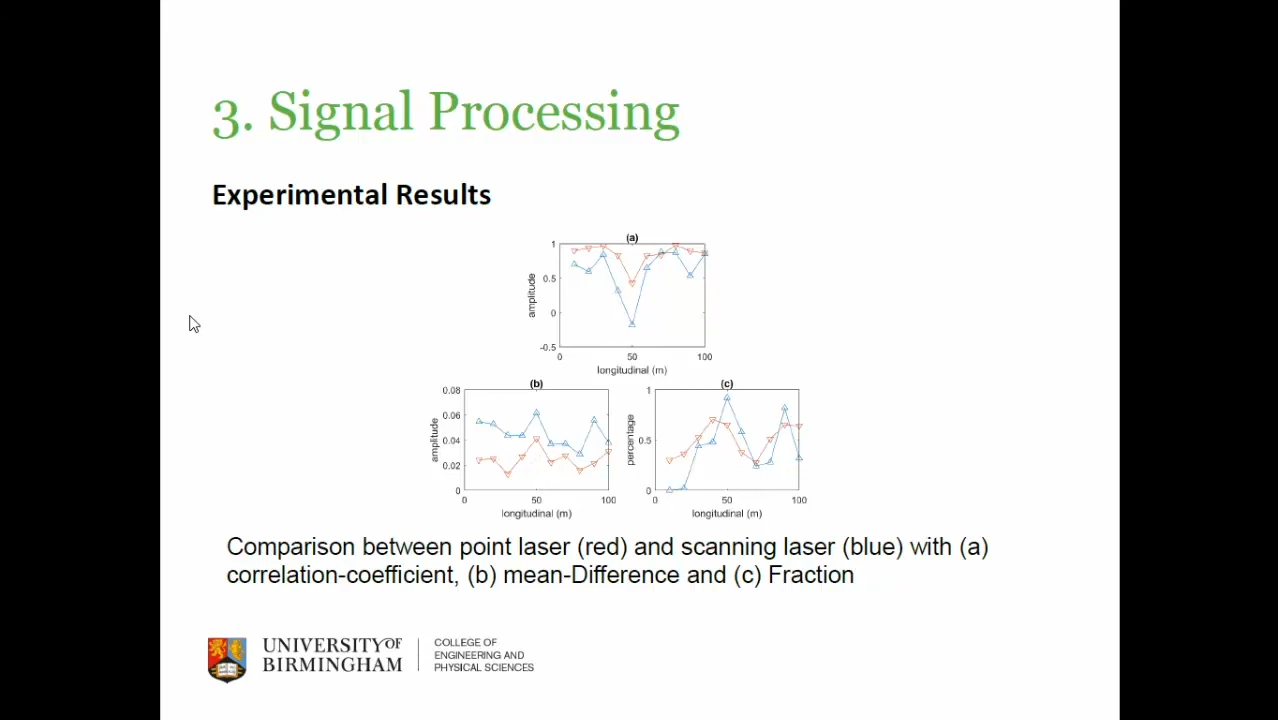 3. Signal Processing
Experimental Results
(a)
1
0.5
0
-0.5
amplitude
0 50 100
longitudinal (m)
(b)
0.08
0.06
0.04
0.02
0
amplitude
0 50 100
longitudinal (m)
(c)
1
0.5
0
percentage
0 50 100
longitudinal (m)
Comparison between point laser (red) and scanning laser (blue) with (a)
correlation-coefficient, (b) mean-Difference and (c) Fraction
UNIVERSITYOF
BIRMINGHAM
COLLEGE OF
ENGINEERING AND
PHYSICAL SCIENCES